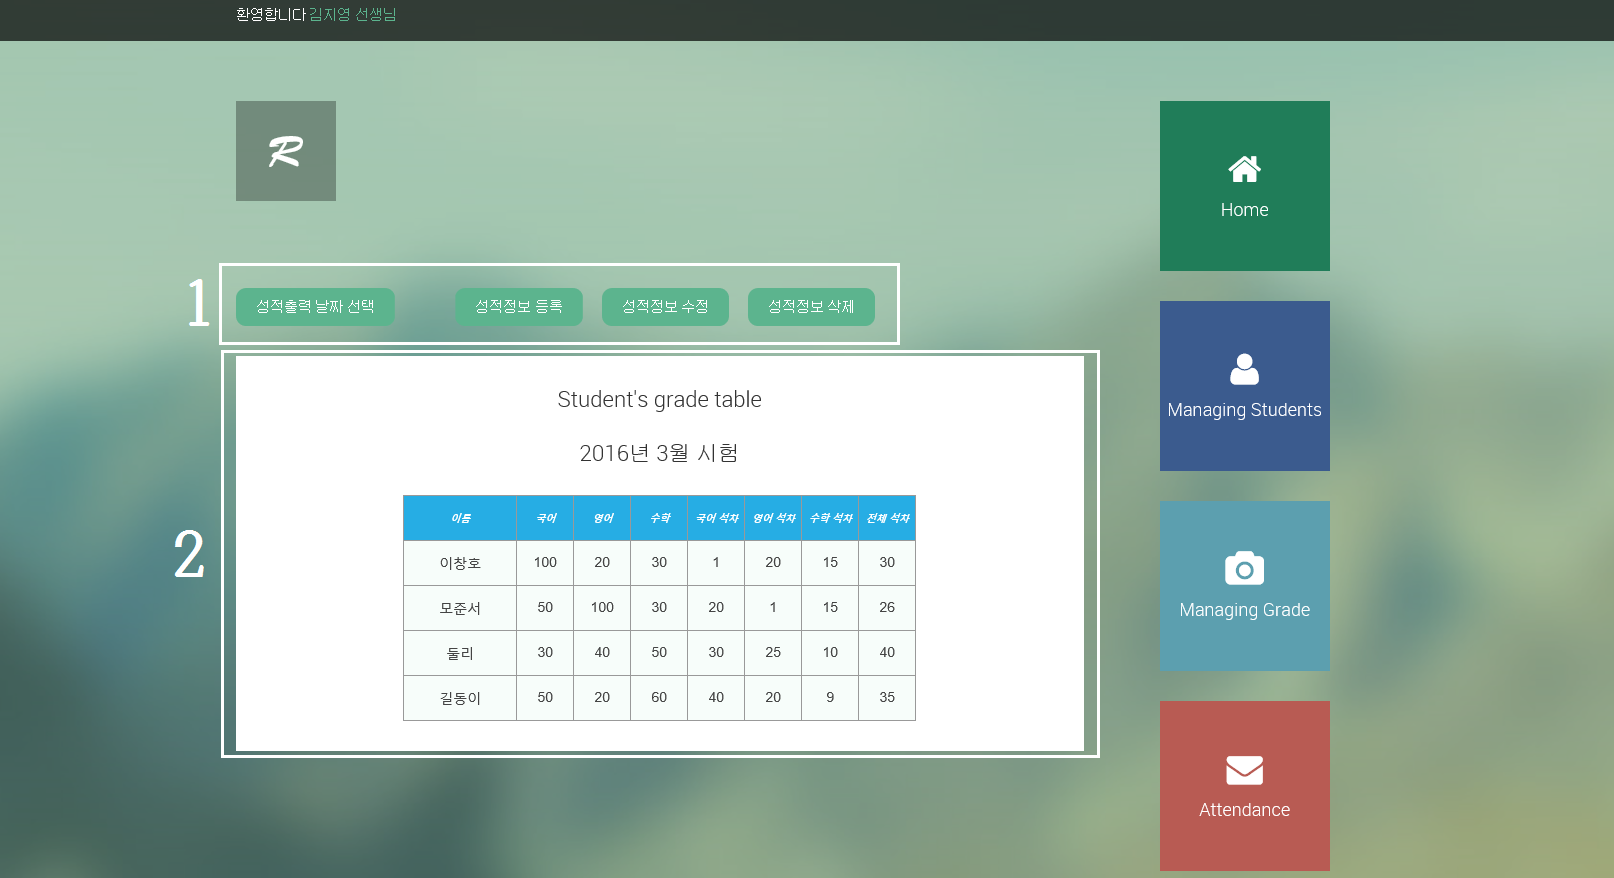 환영합니다 김지영 선생님
R
Home
1
성적출력 날짜 선택 성적정보 등록 성적정보 수정 성적정보 삭제
Managing Students
2
Student's grade table
2016년 3월 시험
이름 국어 영어 수학 국어 석차 영어 석차 수학 석차 전체 석차
이창호 100 20 30 1 20 15 30
모준서 50 100 30 20 1 15 26
둘리 30 40 50 30 25 10 40
길동이 50 20 60 40 20 9 35
Managing Grade
Attendance